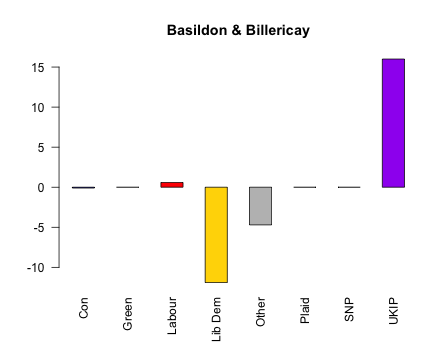 Basildon & Billericay
15
10
5
0
-5
-10
Con
Green
Labour
Lib Dem
Other
Plaid
SNP
UKIP